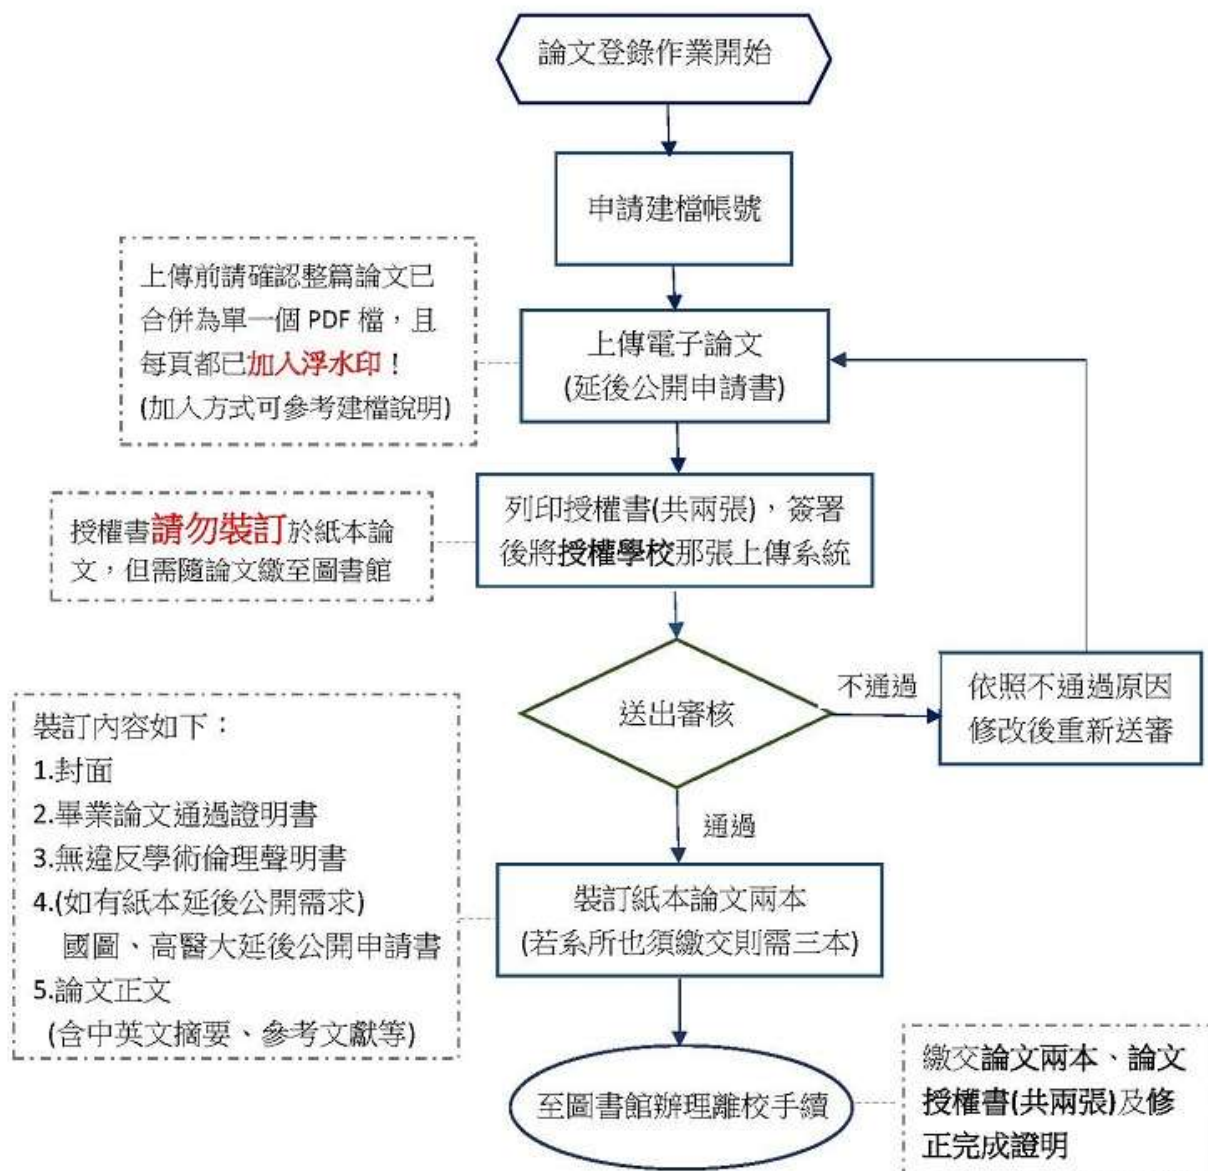 論文登錄作業開始
申請建檔帳號
上傳前請確認整篇論文已
合併為單一個 PDF 檔，且
每頁都已加入浮水印！
(加入方式可參考建檔說明)
上傳電子論文
(延後公開申請書)
授權書請勿裝訂於紙本論
文，但需隨論文繳至圖書館
列印授權書(共兩張)，簽署
後將授權學校那張上傳系統
送出審核
不通過
依照不通過原因
修改後重新送審
通過
裝訂內容如下：
1.封面
2.畢業論文通過證明書
3.無違反學術倫理聲明書
4.(如有紙本延後公開需求)
國圖、高醫大延後公開申請書
5.論文正文
(含中英文摘要、參考文獻等)
裝訂紙本論文兩本
(若系所也須繳交則需三本)
至圖書館辦理離校手續
繳交論文兩本、論文
授權書(共兩張)及修
正完成證明